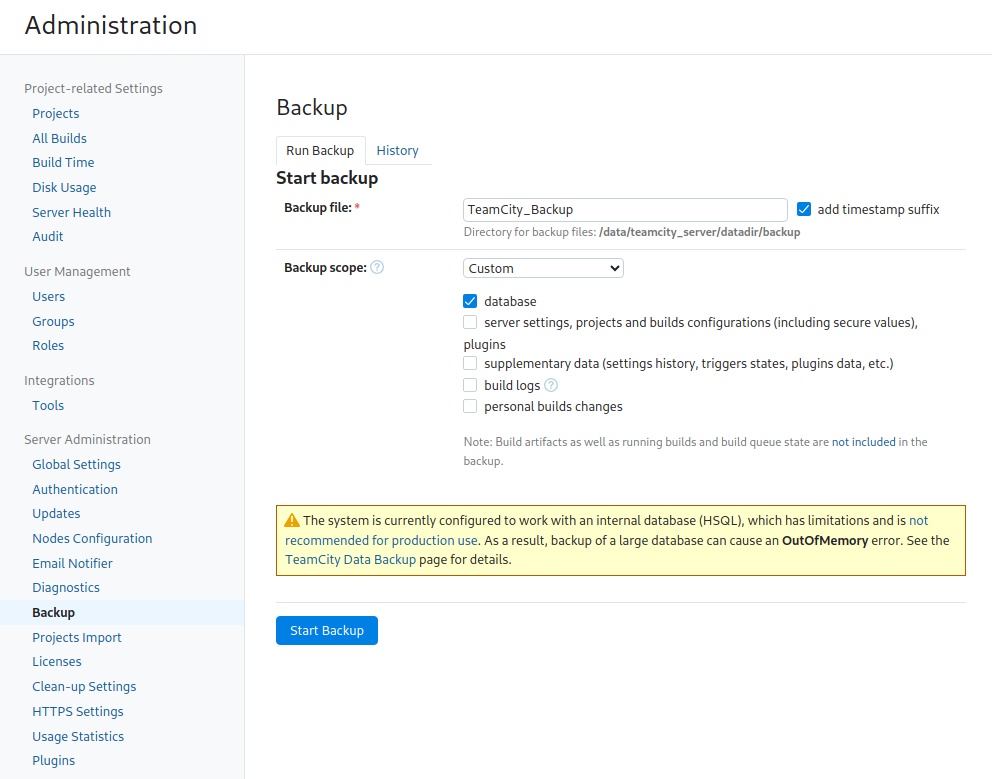 Administration
Project-related Settings
Projects
All Builds
Build Time
Disk Usage
Server Health
Audit
User Management
Users
Groups
Roles
Integrations
Tools
Server Administration
Global Settings
Authentication
Updates
Nodes Configuration
Email Notifier
Diagnostics
Backup
Projects Import
Licenses
Clean-up Settings
HTTPS Settings
Usage Statistics
Plugins
Backup
Run Backup History
Start backup
Backup file: * TeamCity_Backup add timestamp suffix
Directory for backup files: /data/teamcity_server/datadir/backup
Backup scope: ? Custom
database
server settings, projects and builds configurations (including secure values),
plugins
supplementary data (settings history, triggers states, plugins data, etc.)
build logs ?
personal builds changes
Note: Build artifacts as well as running builds and build queue state are not included in the
backup.
The system is currently configured to work with an internal database (HSQL), which has limitations and is not
recommended for production use. As a result, backup of a large database can cause an OutOfMemory error. See the
TeamCity Data Backup page for details.
Start Backup